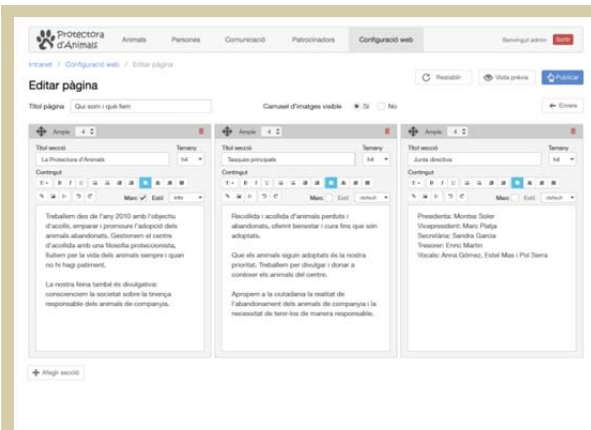 Protectora
d'Animals
Animals Persones Comunicació Patrocinadors Configuració web Benvingut admin Sortir
Intranet / Configuració web / Editar pàgina
Editar pàgina
Restablir Vista prèvia Publicar
Títol pàgina Qui som i què fem Carrusel d'imatges visible Sí No Enrere
Ample 4
Títol secció Tamany
La Protectora d'Animals h4
Contingut
Marc Estil
Treballem des de l'any 2010 amb l'objectiu
d'acollir, emparar i promoure l'adopció dels
animals abandonats. Gestionem el centre
d'acollida amb una filosofia proteccionista,
lluitem per la vida dels animals sempre i quan
no hi hagi patiment.
La nostra feina també és divulgativa:
conscienciem la societat sobre la tinença
responsable dels animals de companyia.
Ample 4
Títol secció Tamany
Tasques principals h4
Contingut
Marc Estil default
Recollida i acollida d'animals perduts i
abandonats, oferint benestar i cura fins que són
adoptats.
Que els animals siguin adoptats és la nostra
prioritat. Treballem per divulgar i donar a
conèixer els animals del centre.
Apropem a la ciutadania la realitat de
l'abandonament dels animals de companyia i la
necessitat de tenir-los de manera responsable.
Ample 4
Títol secció Tamany
Junta directiva h4
Contingut
Marc Estil default
Presidenta: Montse Soler
Vicepresident: Marc Platja
Secretària: Sandra Garcia
Tresorer: Enric Martin
Vocals: Anna Gómez, Estel Mas i Pol Serra
Afegir secció